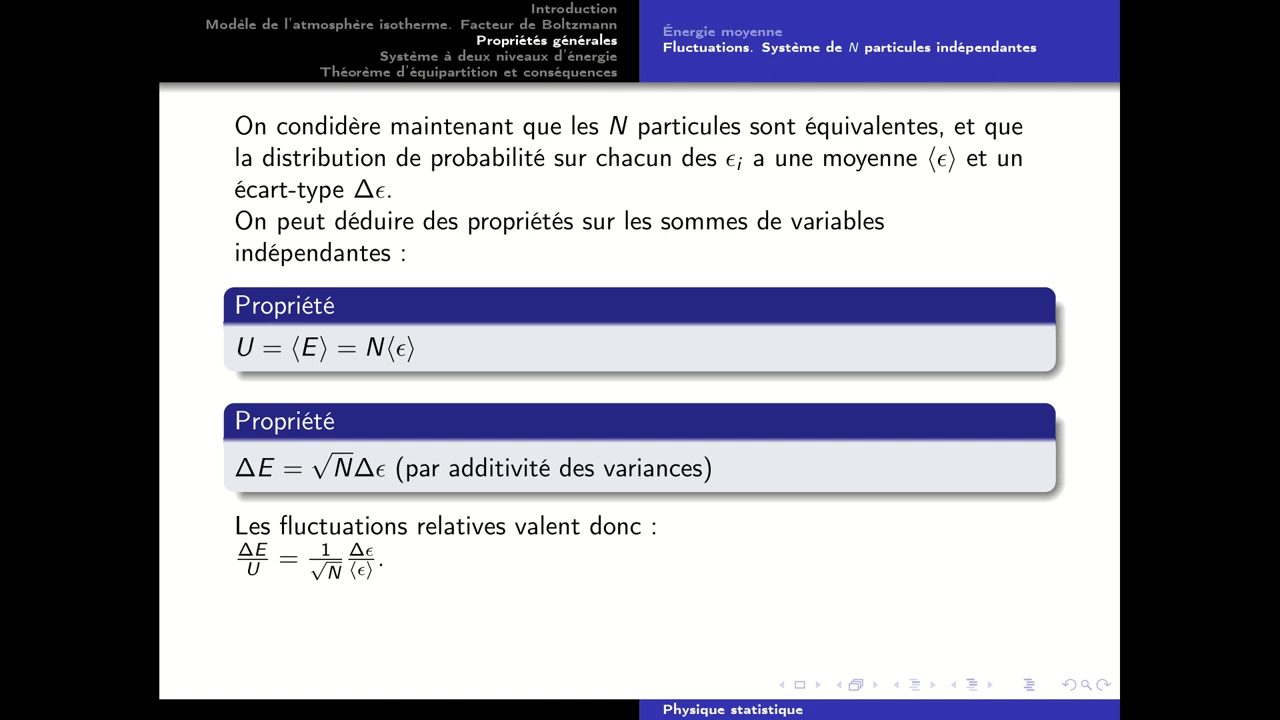 Introduction
Modèle de l'atmosphère isotherme. Facteur de Boltzmann
Propriétés générales
Système à deux niveaux d'énergie
Théorème d'équipartition et conséquences
Énergie moyenne
Fluctuations. Système de N particules indépendantes
On condidère maintenant que les N particules sont équivalentes, et que
la distribution de probabilité sur chacun des ϵᵢ a une moyenne ⟨ϵ⟩ et un
écart-type Δϵ.
On peut déduire des propriétés sur les sommes de variables
indépendantes :
Propriété
U = ⟨E⟩ = N⟨ϵ⟩
Propriété
ΔE = √NΔϵ (par additivité des variances)
Les fluctuations relatives valent donc :
ΔE/U = 1/√N Δϵ/⟨ϵ⟩.
Physique statistique